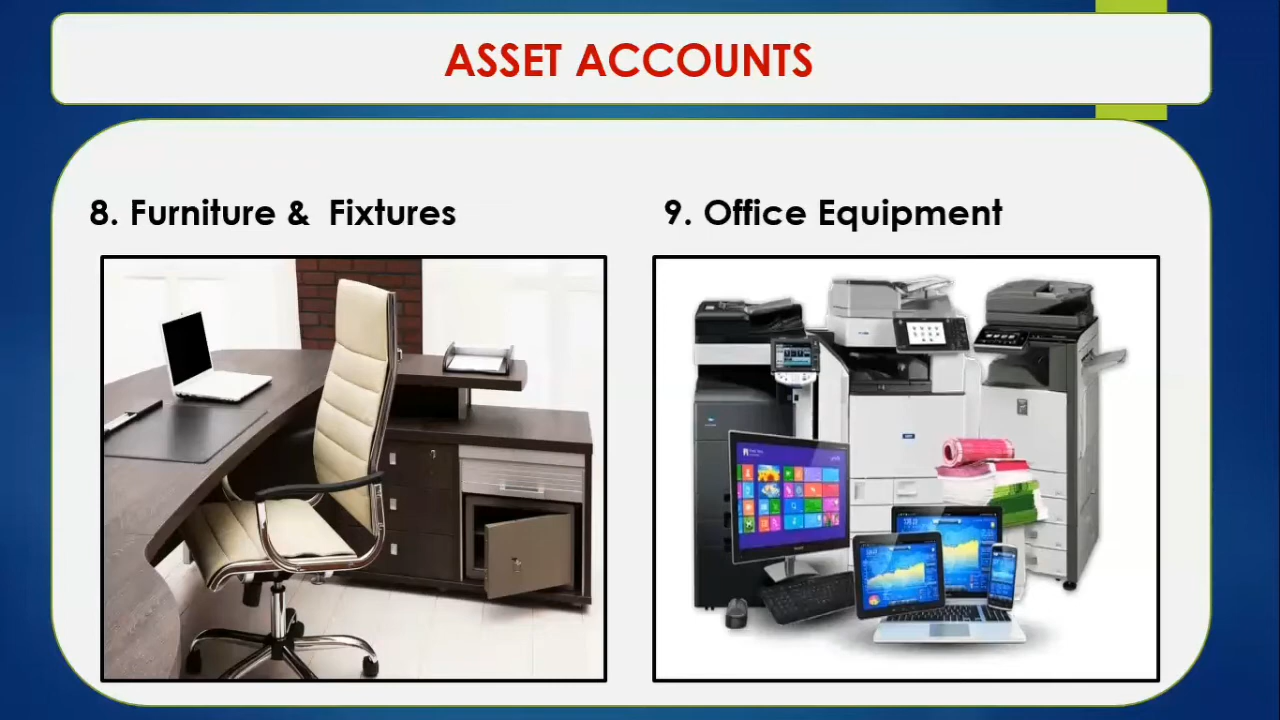 ASSET ACCOUNTS
8. Furniture & Fixtures
9. Office Equipment